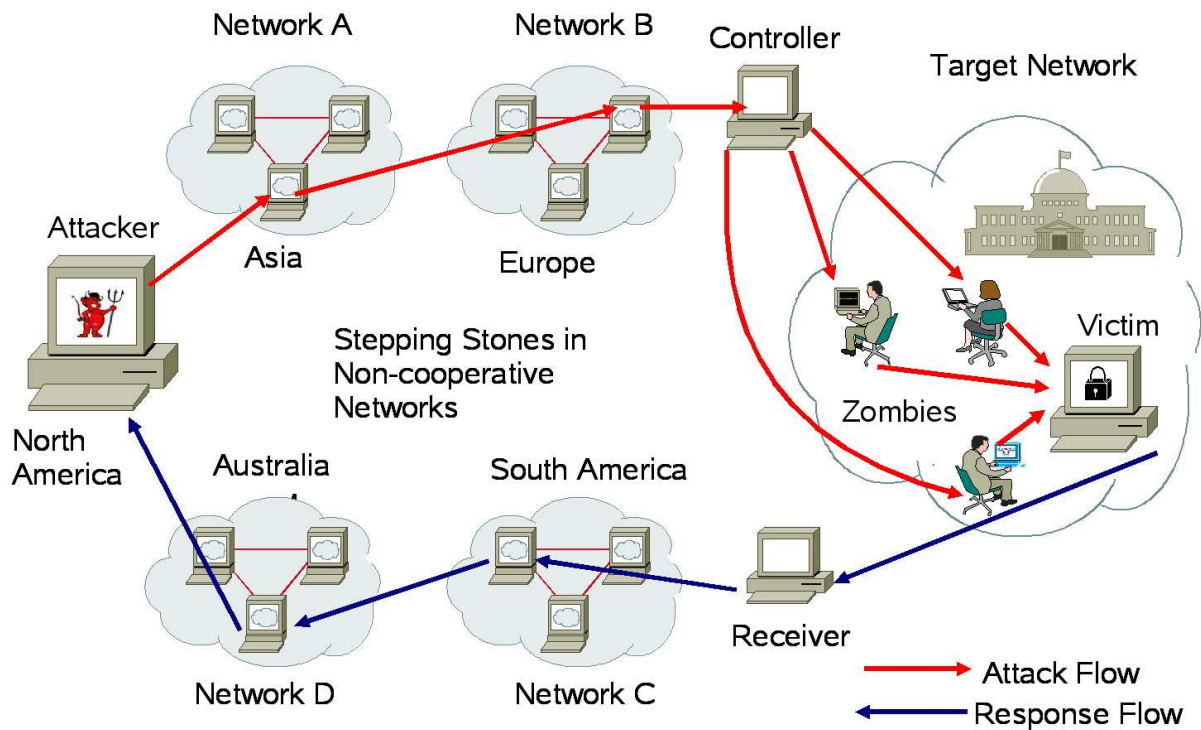 Network A
Network B
Controller
Target Network
Attacker
Asia
Europe
Victim
Stepping Stones in
Non-cooperative
Networks
Zombies
North
America
Australia
South America
Receiver
Network D
Network C
Attack Flow
Response Flow